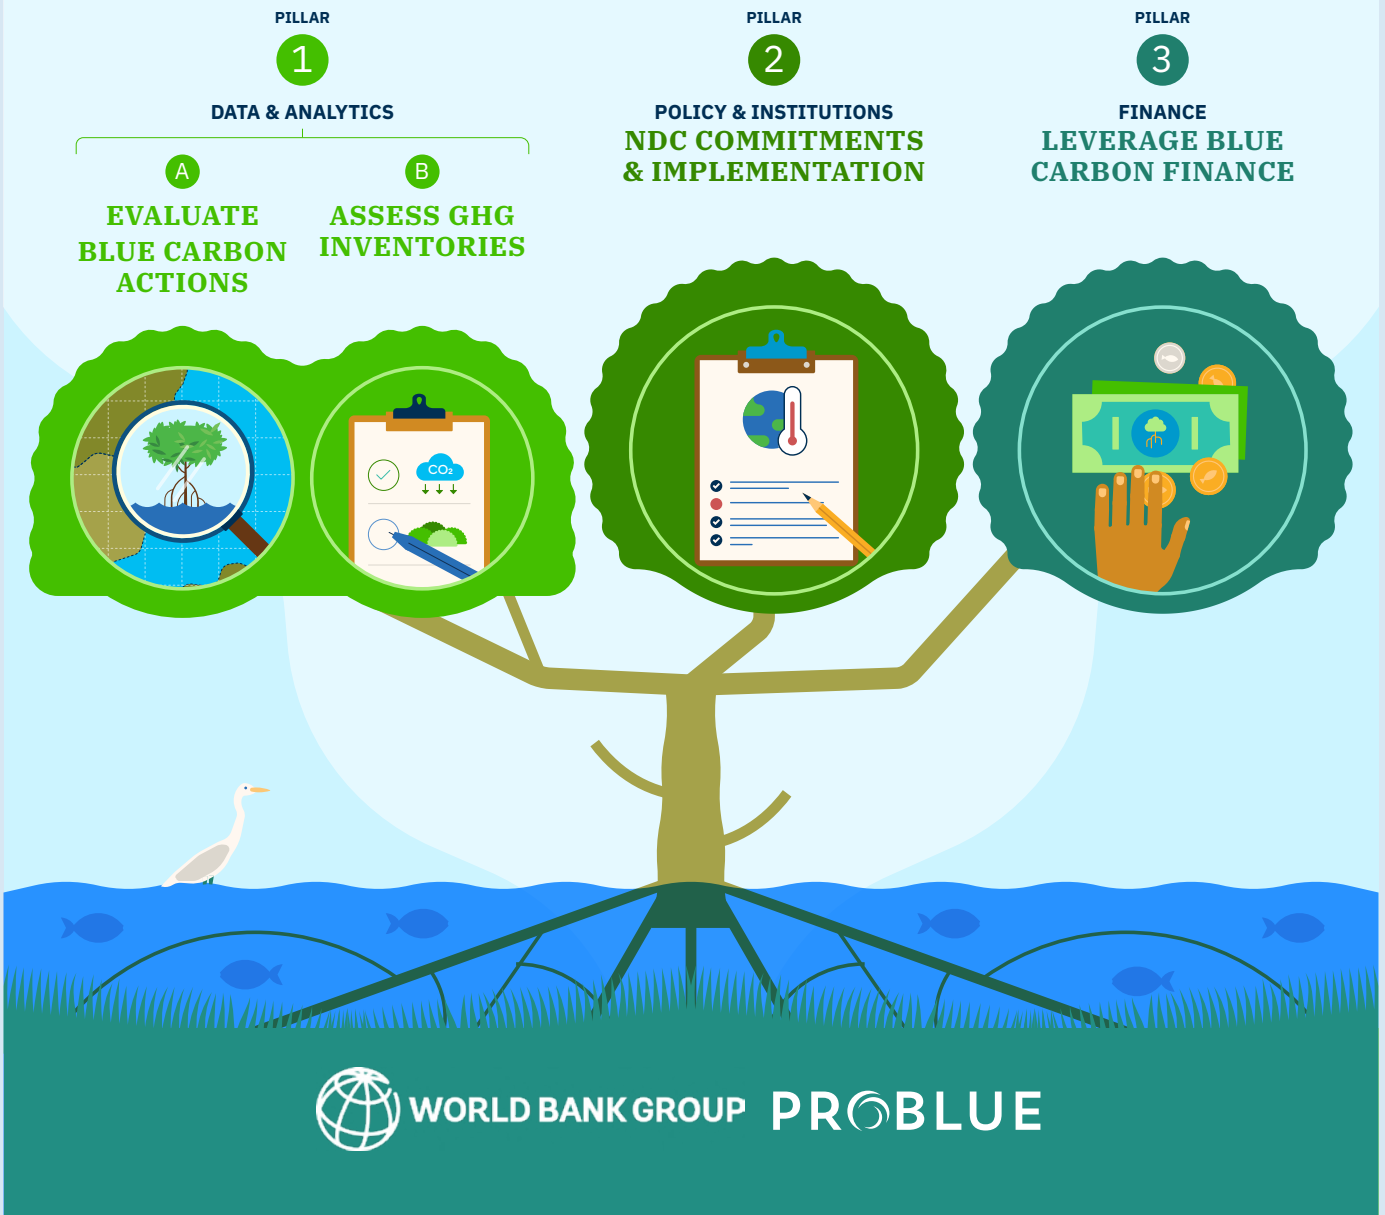 PILLAR
1
DATA & ANALYTICS
A
EVALUATE
BLUE CARBON
ACTIONS
B
ASSESS GHG
INVENTORIES
PILLAR
2
POLICY & INSTITUTIONS
NDC COMMITMENTS
& IMPLEMENTATION
PILLAR
3
FINANCE
LEVERAGE BLUE
CARBON FINANCE
CO₂
WORLD BANK GROUP
PROBLUE